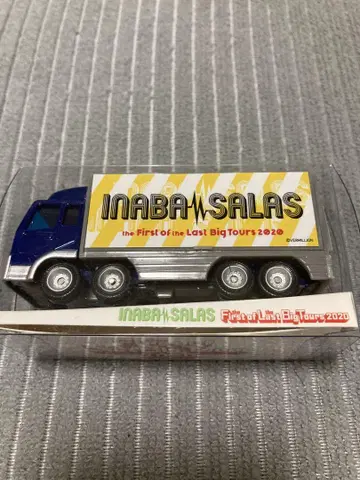 INABA SALAS
the First of the Last Big Tours 2020
©VERMILLION
INABA SALAS First of Last Big Tours 2020